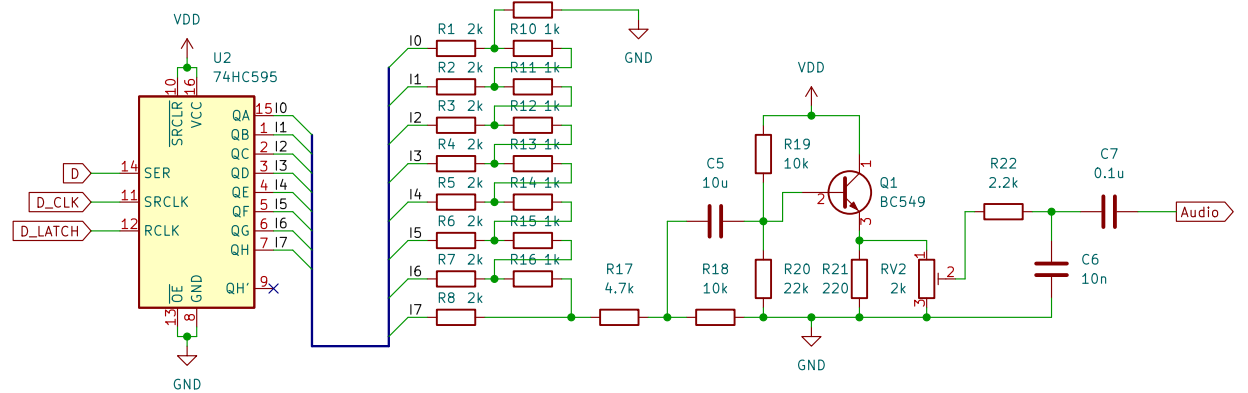 VDD
U2
74HC595
10
16
SRCLR
VCC
QA
15
I0
QB
1
I1
QC
2
I2
QD
3
I3
QE
4
I4
QF
5
I5
QG
6
I6
QH
7
I7
QH'
9
D
14
SER
D_CLK
11
SRCLK
D_LATCH
12
RCLK
OE
GND
13
8
GND
I0
R1 2k
R10 1k
GND
I1
R2 2k
R11 1k
I2
R3 2k
R12 1k
I3
R4 2k
R13 1k
I4
R5 2k
R14 1k
I5
R6 2k
R15 1k
I6
R7 2k
R16 1k
I7
R8 2k
R17
4.7k
C5
10u
R18
10k
VDD
R19
10k
1
2
3
Q1
BC549
R20
22k
R21
220
RV2
2k
1
2
3
GND
R22
2.2k
C7
0.1u
C6
10n
Audio